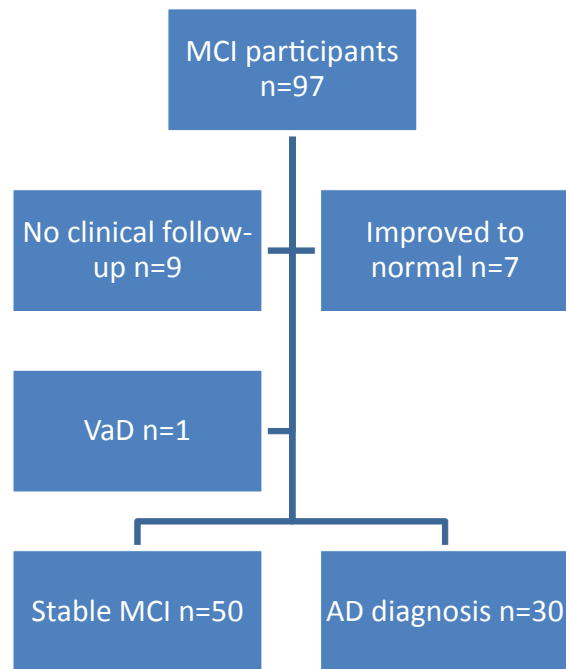 MCI participants
n=97
No clinical follow-
up n=9
Improved to
normal n=7
VaD n=1
Stable MCI n=50
AD diagnosis n=30